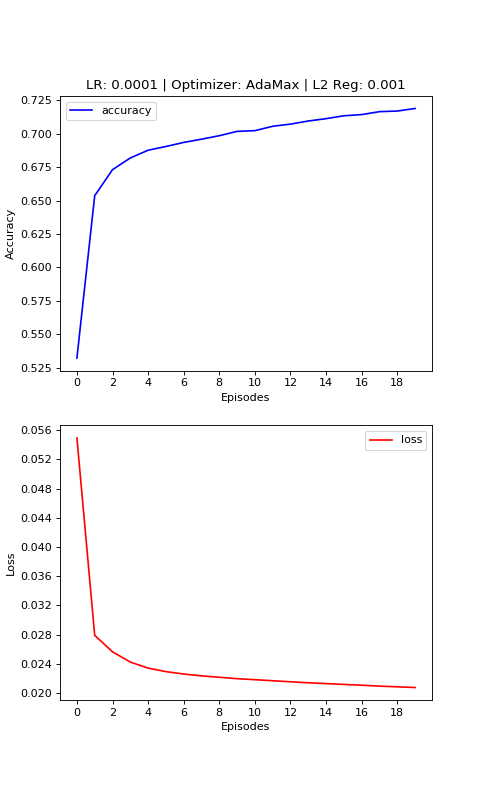 LR: 0.0001 | Optimizer: AdaMax | L2 Reg: 0.001
accuracy
0.725
0.700
0.675
0.650
0.625
0.600
0.575
0.550
0.525
Accuracy
0 2 4 6 8 10 12 14 16 18
Episodes
loss
0.056
0.052
0.048
0.044
0.040
0.036
0.032
0.028
0.024
0.020
Loss
0 2 4 6 8 10 12 14 16 18
Episodes